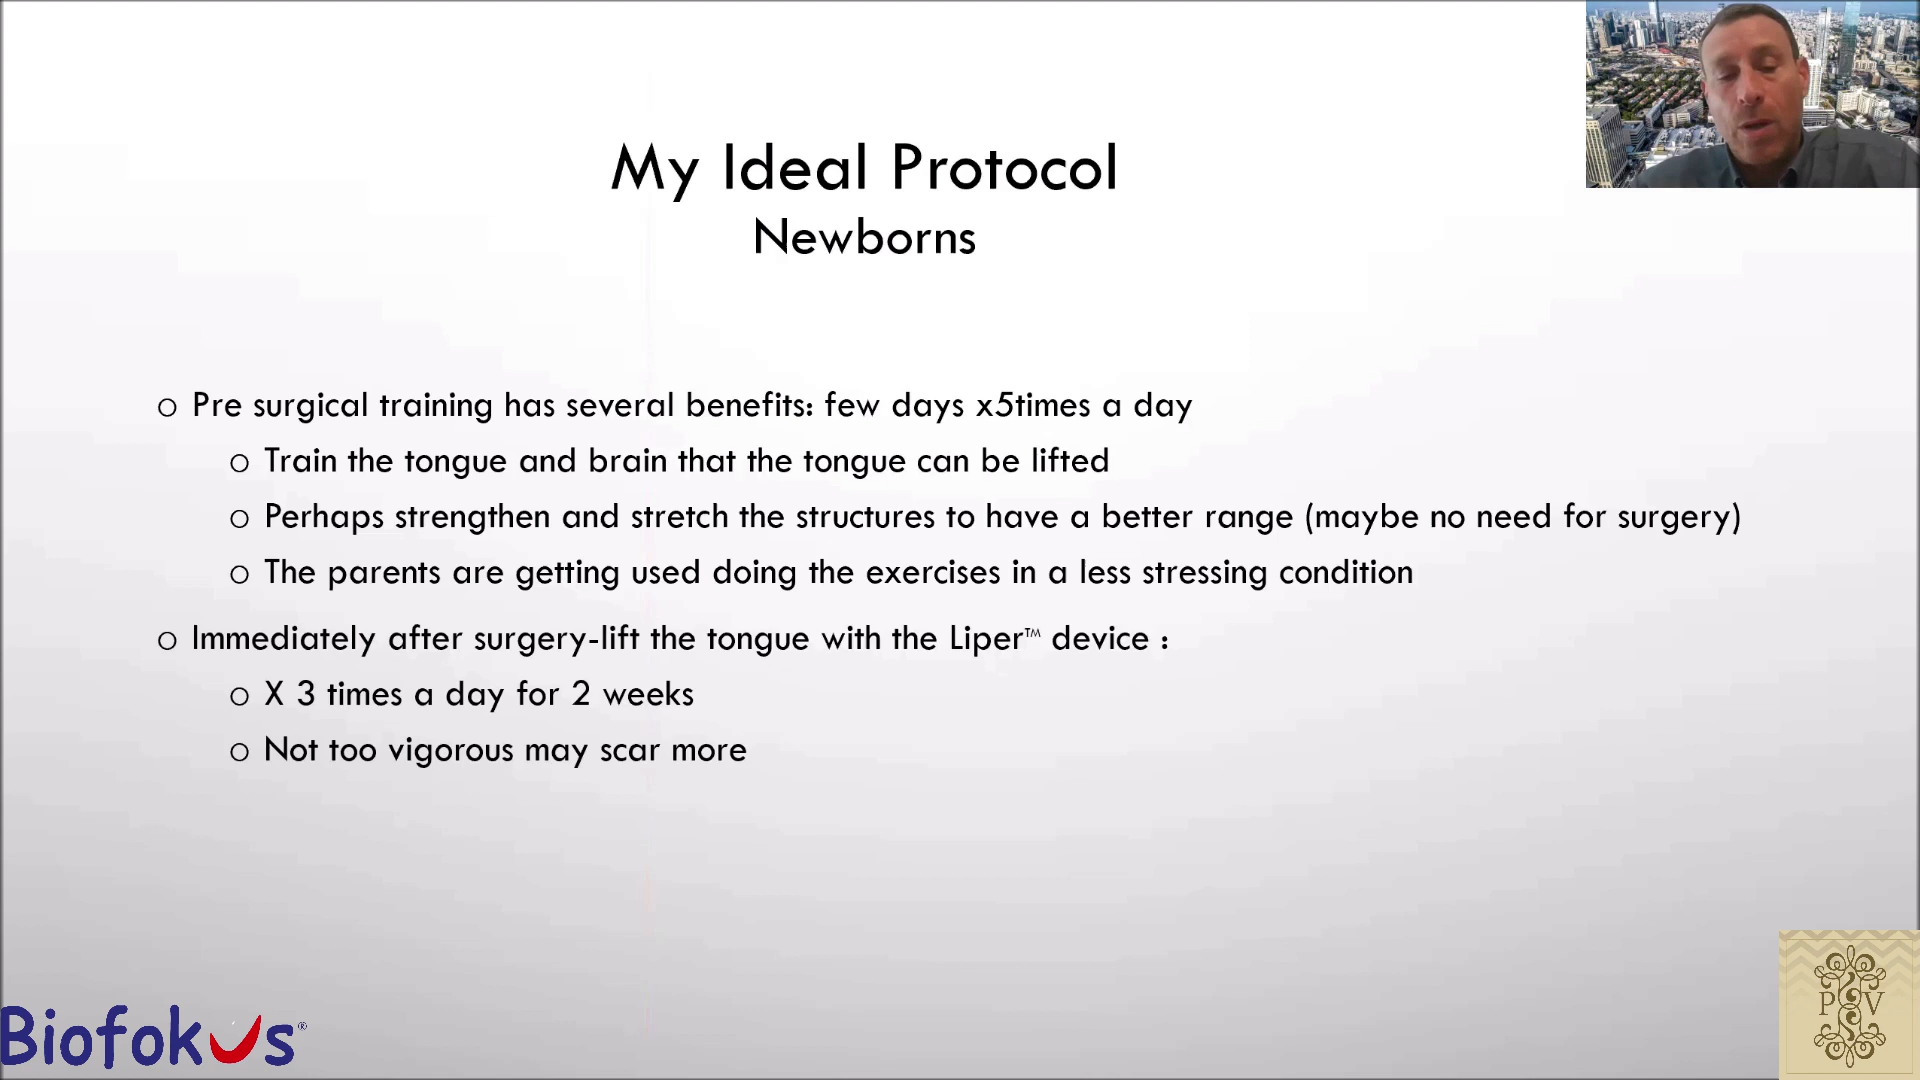 My Ideal Protocol
Newborns
o Pre surgical training has several benefits: few days x5times a day
o Train the tongue and brain that the tongue can be lifted
o Perhaps strengthen and stretch the structures to have a better range (maybe no need for surgery)
o The parents are getting used doing the exercises in a less stressing condition
o Immediately after surgery-lift the tongue with the Liper™ device :
o X 3 times a day for 2 weeks
o Not too vigorous may scar more
Biofokus®
P V